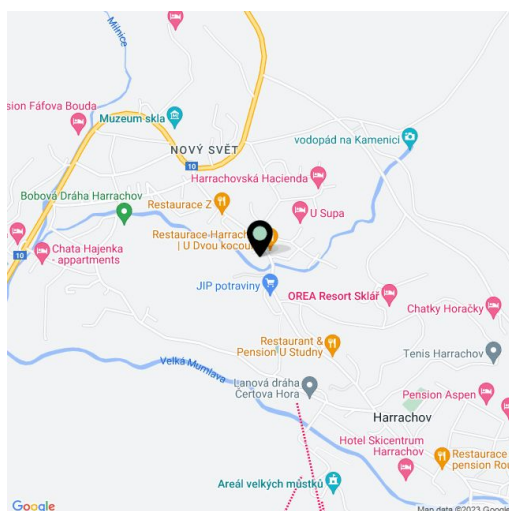 Milnice
sion Fáfova Bouda
Muzeum skla
NOVÝ SVĚT
vodopád na Kamenici
10
Harrachovská Hacienda
Bobová Dráha Harrachov
Restaurace Z
U Supa
Restaurace Harrach
| U Dvou kocou
10
Chata Hajenka
- appartments
JIP potraviny
OREA Resort Sklář
Chatky Horačky
Restaurant &
Pension U Studny
Tenis Harrachov
Velká Mumlava
Lanová dráha
Čertova Hora
Pension Aspen
Harrachov
Hotel Skicentrum
Harrachov
Restaurace
pension Rou
Areál velkých můstků
Google
Map data ©2023 Google